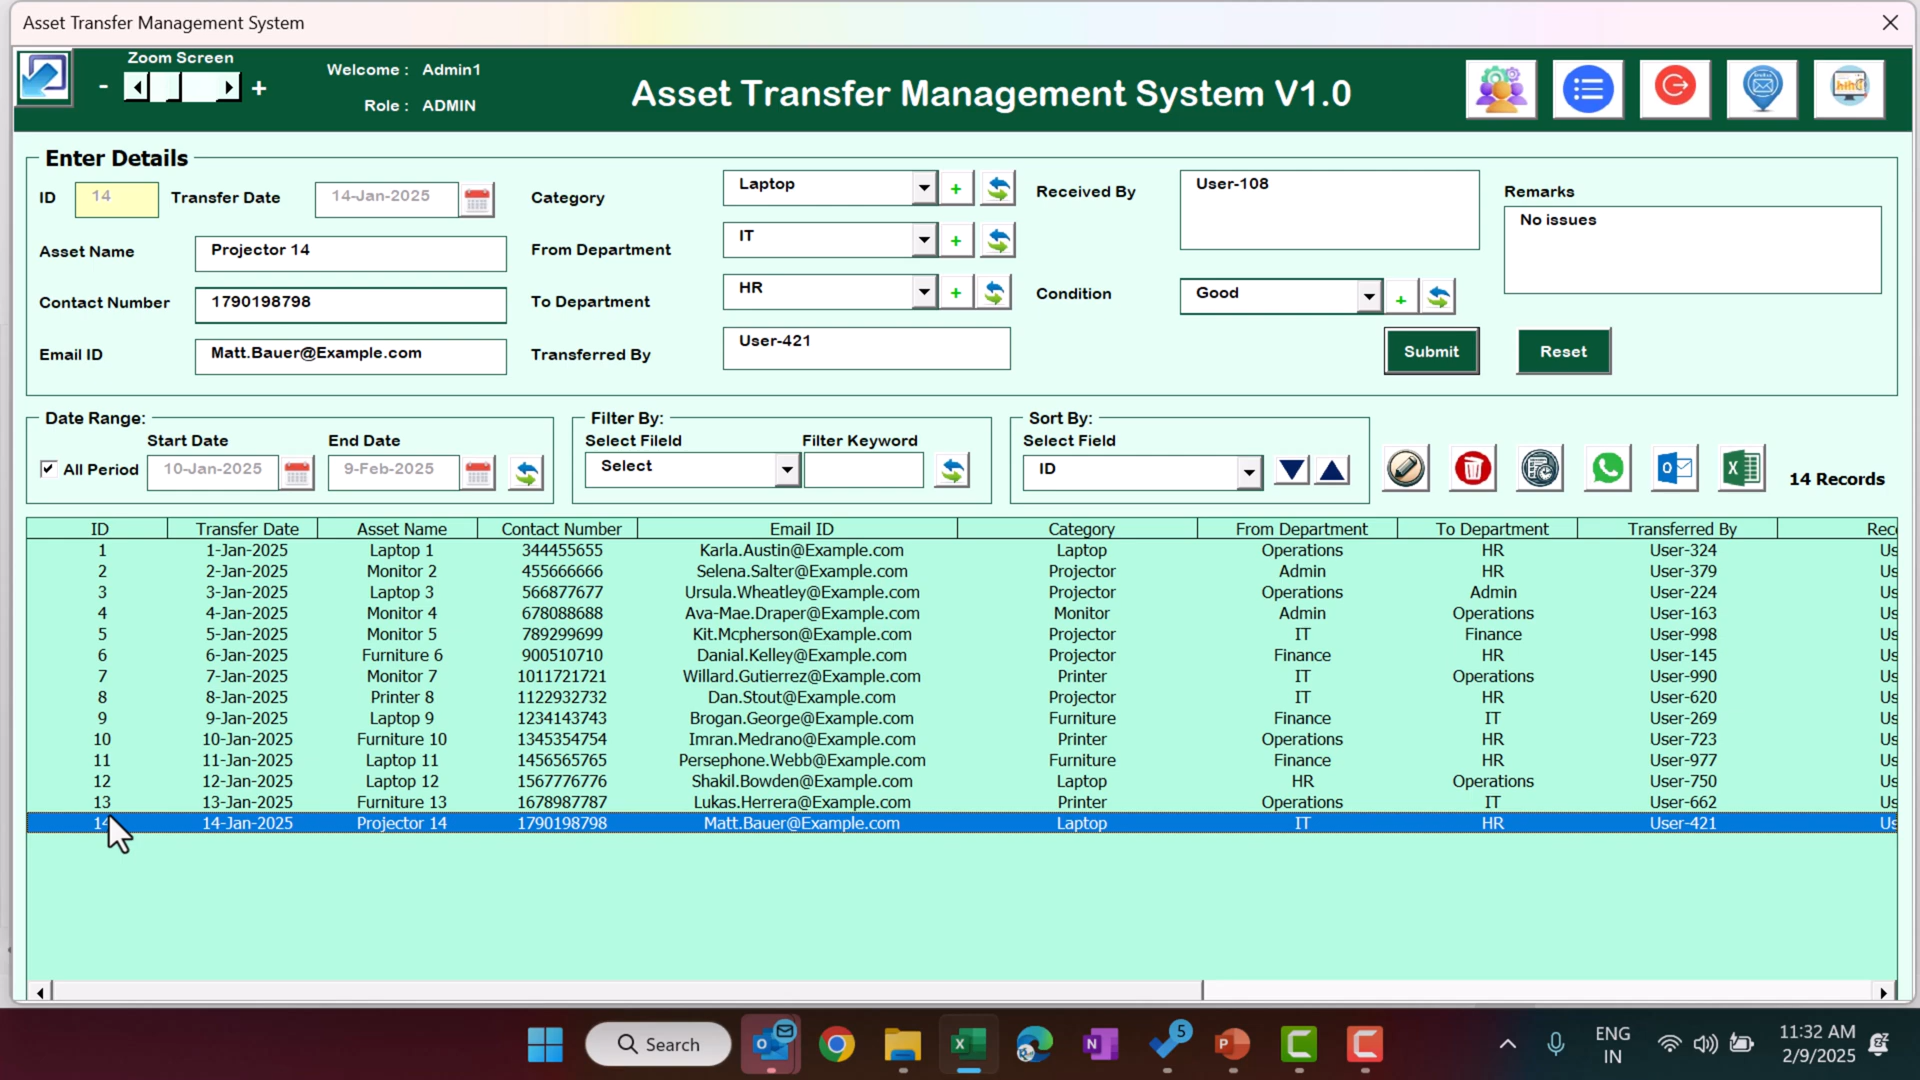 Asset Transfer Management System
Zoom Screen
- +
Welcome : Admin1
Role : ADMIN
Asset Transfer Management System V1.0
Enter Details
ID 14 Transfer Date 14-Jan-2025 Category Laptop + Received By User-108 Remarks
No issues
Asset Name Projector 14 From Department IT +
Contact Number 1790198798 To Department HR + Condition Good +
Email ID Matt.Bauer@Example.com Transferred By User-421 Submit Reset
Date Range: Filter By: Sort By:
Start Date End Date Select Fileld Filter Keyword Select Field
All Period 10-Jan-2025 9-Feb-2025 Select ID 14 Records
ID Transfer Date Asset Name Contact Number Email ID Category From Department To Department Transferred By Rec
1 1-Jan-2025 Laptop 1 344455655 Karla.Austin@Example.com Laptop Operations HR User-324 Us
2 2-Jan-2025 Monitor 2 455666666 Selena.Salter@Example.com Projector Admin HR User-379 Us
3 3-Jan-2025 Laptop 3 566877677 Ursula.Wheatley@Example.com Projector Operations Admin User-224 Us
4 4-Jan-2025 Monitor 4 678088688 Ava-Mae.Draper@Example.com Monitor Admin Operations User-163 Us
5 5-Jan-2025 Monitor 5 789299699 Kit.Mcpherson@Example.com Projector IT Finance User-998 Us
6 6-Jan-2025 Furniture 6 900510710 Danial.Kelley@Example.com Projector Finance HR User-145 Us
7 7-Jan-2025 Monitor 7 1011721721 Willard.Gutierrez@Example.com Printer IT Operations User-990 Us
8 8-Jan-2025 Printer 8 1122932732 Dan.Stout@Example.com Projector IT HR User-620 Us
9 9-Jan-2025 Laptop 9 1234143743 Brogan.George@Example.com Furniture Finance IT User-269 Us
10 10-Jan-2025 Furniture 10 1345354754 Imran.Medrano@Example.com Printer Operations HR User-723 Us
11 11-Jan-2025 Laptop 11 1456565765 Persephone.Webb@Example.com Furniture Finance HR User-977 Us
12 12-Jan-2025 Laptop 12 1567776776 Shakil.Bowden@Example.com Laptop HR Operations User-750 Us
13 13-Jan-2025 Furniture 13 1678987787 Lukas.Herrera@Example.com Printer Operations IT User-662 Us
14 14-Jan-2025 Projector 14 1790198798 Matt.Bauer@Example.com Laptop IT HR User-421 Us
Search 5 ENG 11:32 AM
IN 2/9/2025